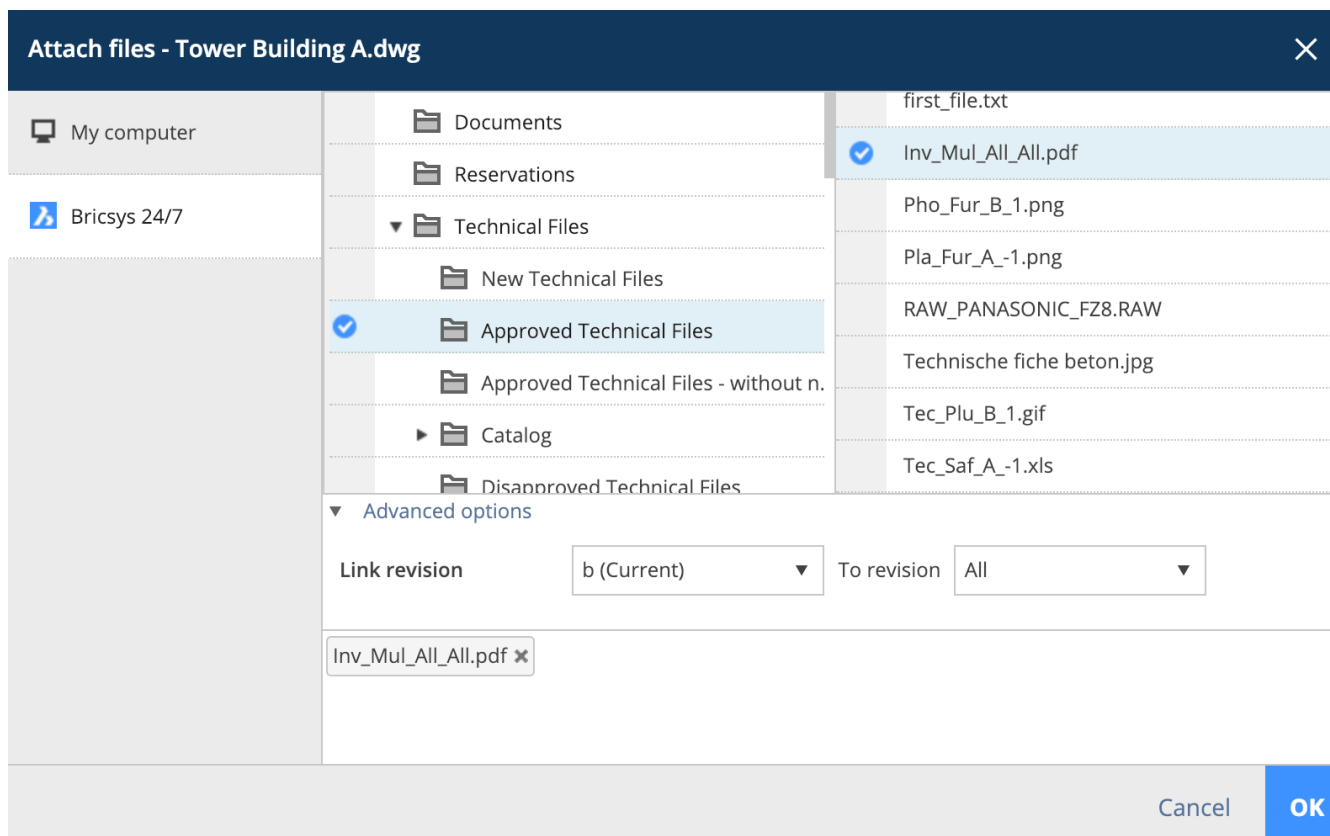 Attach files - Tower Building A.dwg
My computer
Bricsys 24/7
Documents
Reservations
Technical Files
New Technical Files
Approved Technical Files
Approved Technical Files - without n.
Catalog
Disapproved Technical Files
first_file.txt
Inv_Mul_All_All.pdf
Pho_Fur_B_1.png
Pla_Fur_A_-1.png
RAW_PANASONIC_FZ8.RAW
Technische fiche beton.jpg
Tec_Plu_B_1.gif
Tec_Saf_A_-1.xls
Advanced options
Link revision b (Current) To revision All
Inv_Mul_All_All.pdf
Cancel OK